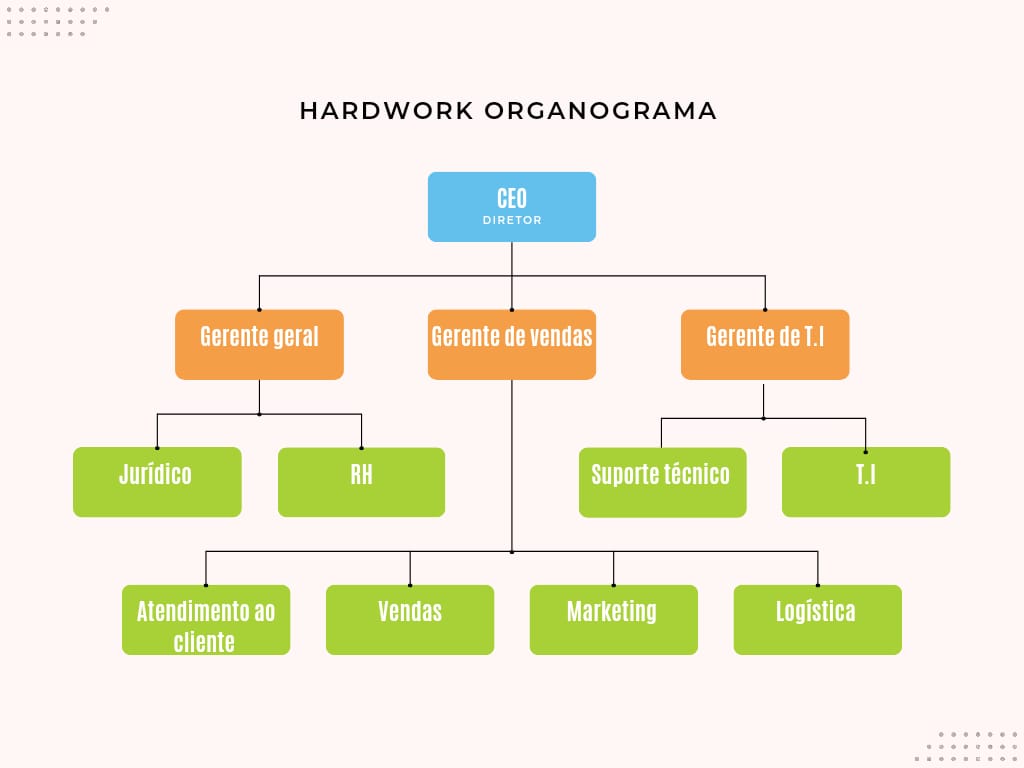 HARDWORK ORGANOGRAMA
CEO
DIRETOR
Gerente geral
Gerente de vendas
Gerente de T.I
Jurídico
RH
Suporte técnico
T.I
Atendimento ao
cliente
Vendas
Marketing
Logística